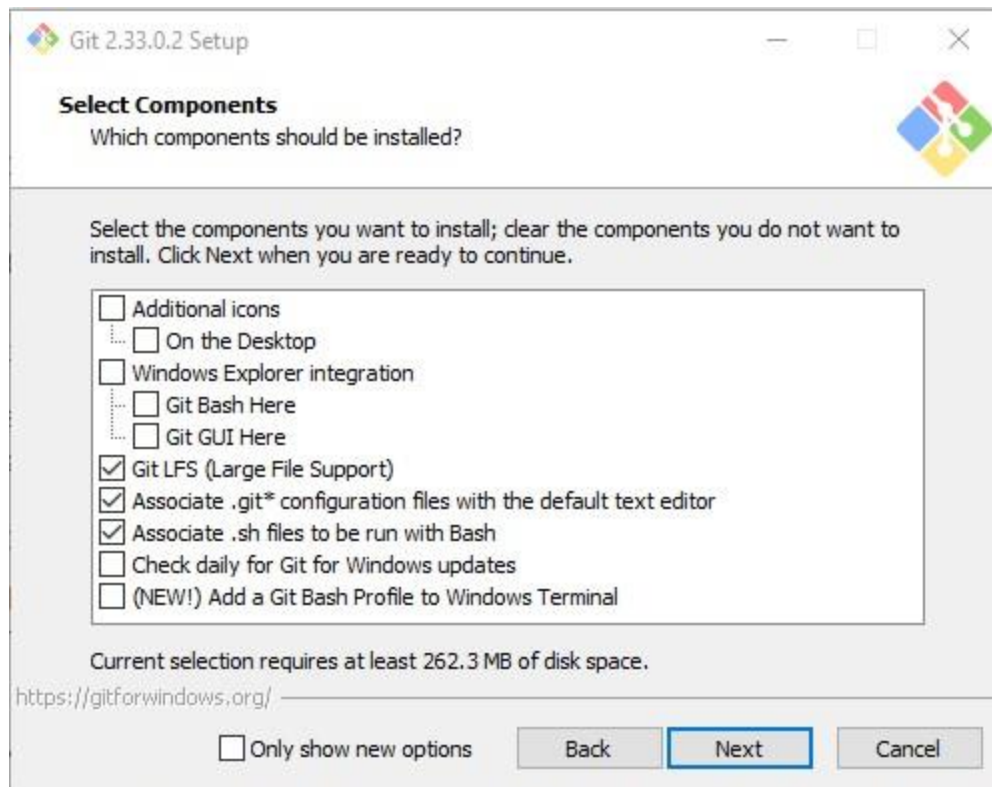 Git 2.33.0.2 Setup
Select Components
Which components should be installed?
Select the components you want to install; clear the components you do not want to
install. Click Next when you are ready to continue.
Additional icons
On the Desktop
Windows Explorer integration
Git Bash Here
Git GUI Here
Git LFS (Large File Support)
Associate .git* configuration files with the default text editor
Associate .sh files to be run with Bash
Check daily for Git for Windows updates
(NEW!) Add a Git Bash Profile to Windows Terminal
Current selection requires at least 262.3 MB of disk space.
https://gitforwindows.org/
Only show new options Back Next Cancel